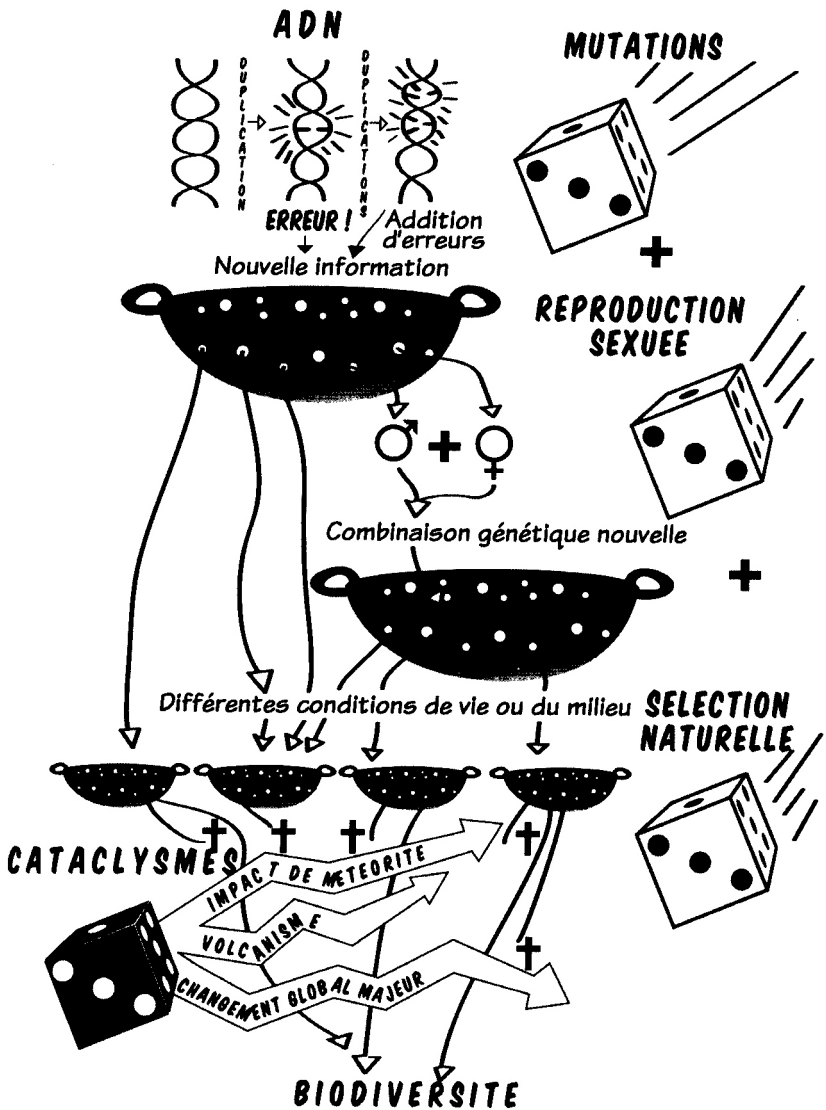 ADN
MUTATIONS
DUPLICATION
DUPLICATIONS
ERREUR !
Addition
d'erreurs
Nouvelle information
+
REPRODUCTION
SEXUEE
+
Combinaison génétique nouvelle
+
Différentes conditions de vie ou du milieu
SELECTION
NATURELLE
CATACLYSMES
IMPACT DE METEORITE
VOLCANISME
CHANGEMENT GLOBAL MAJEUR
BIODIVERSITE